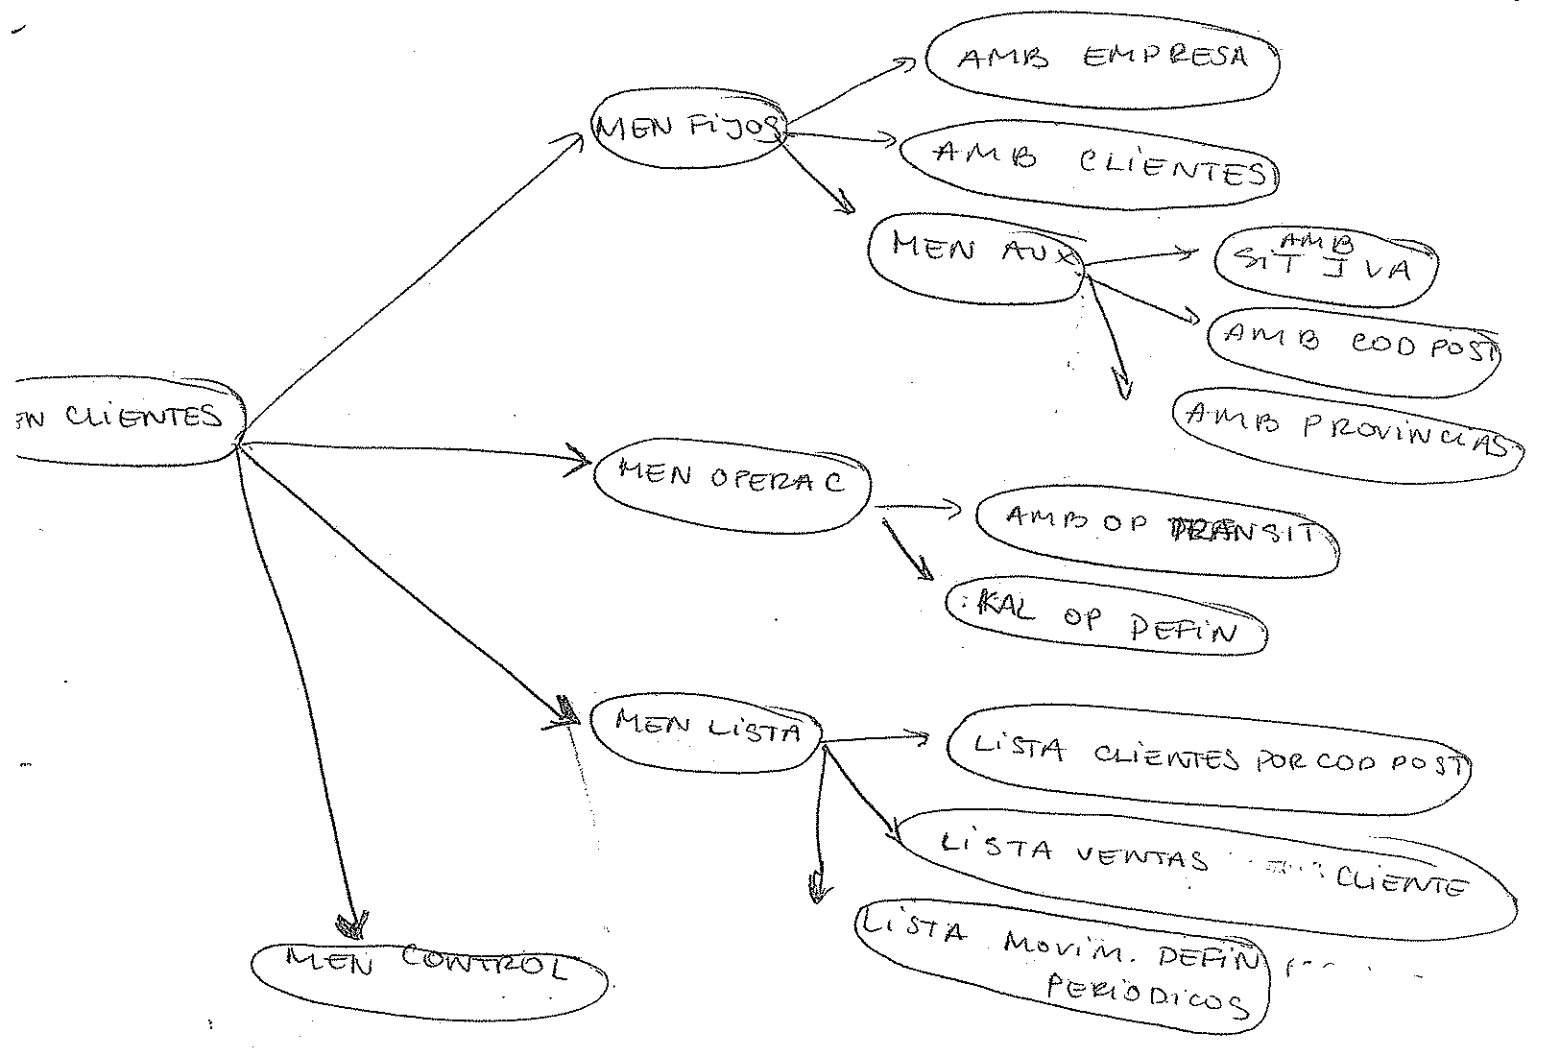 AMB EMPRESA
MEN FIJOS
AMB CLIENTES
MEN AUX
AMB
SIT IVA
AMB COD POST
AMB PROVINCIAS
EN CLIENTES
MEN OPERAC
AMB OP TRANSIT
OP DEFIN
MEN LISTA
LISTA CLIENTES POR COD POST
LISTA VENTAS CLIENTE
LISTA MOVIM. DEFIN
PERIODICOS
MEN CONTROL